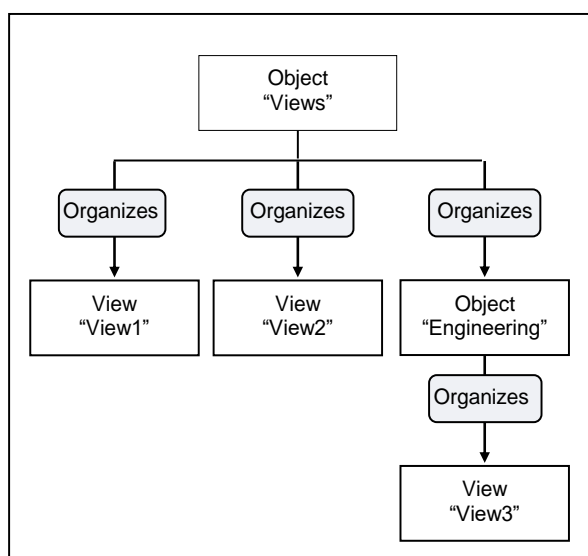 Object
“Views”
Organizes
Organizes
Organizes
View
“View1”
View
“View2”
Object
“Engineering”
Organizes
View
“View3”